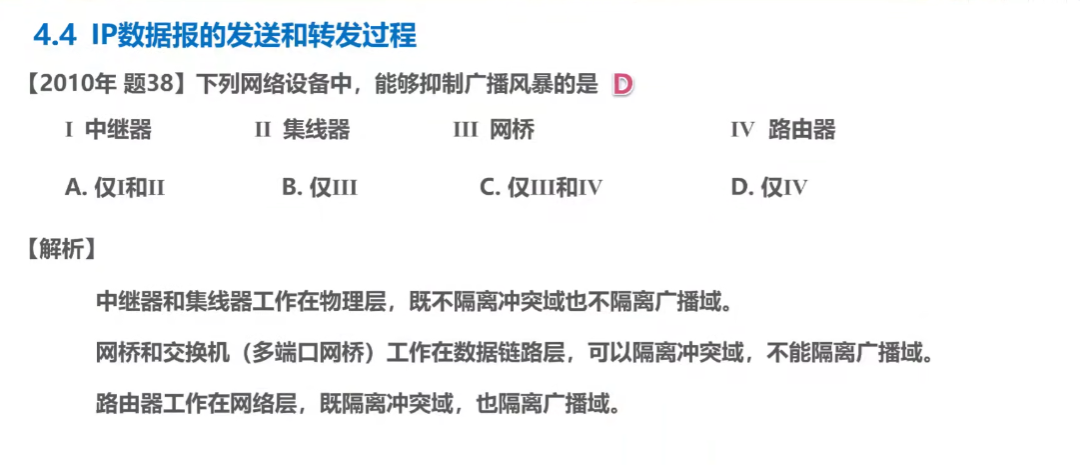 4.4 IP数据报的发送和转发过程
【2010年 题38】下列网络设备中，能够抑制广播风暴的是 D
I 中继器 II 集线器 III 网桥 IV 路由器
A. 仅I和II B. 仅III C. 仅III和IV D. 仅IV
【解析】
中继器和集线器工作在物理层，既不隔离冲突域也不隔离广播域。
网桥和交换机（多端口网桥）工作在数据链路层，可以隔离冲突域，不能隔离广播域。
路由器工作在网络层，既隔离冲突域，也隔离广播域。